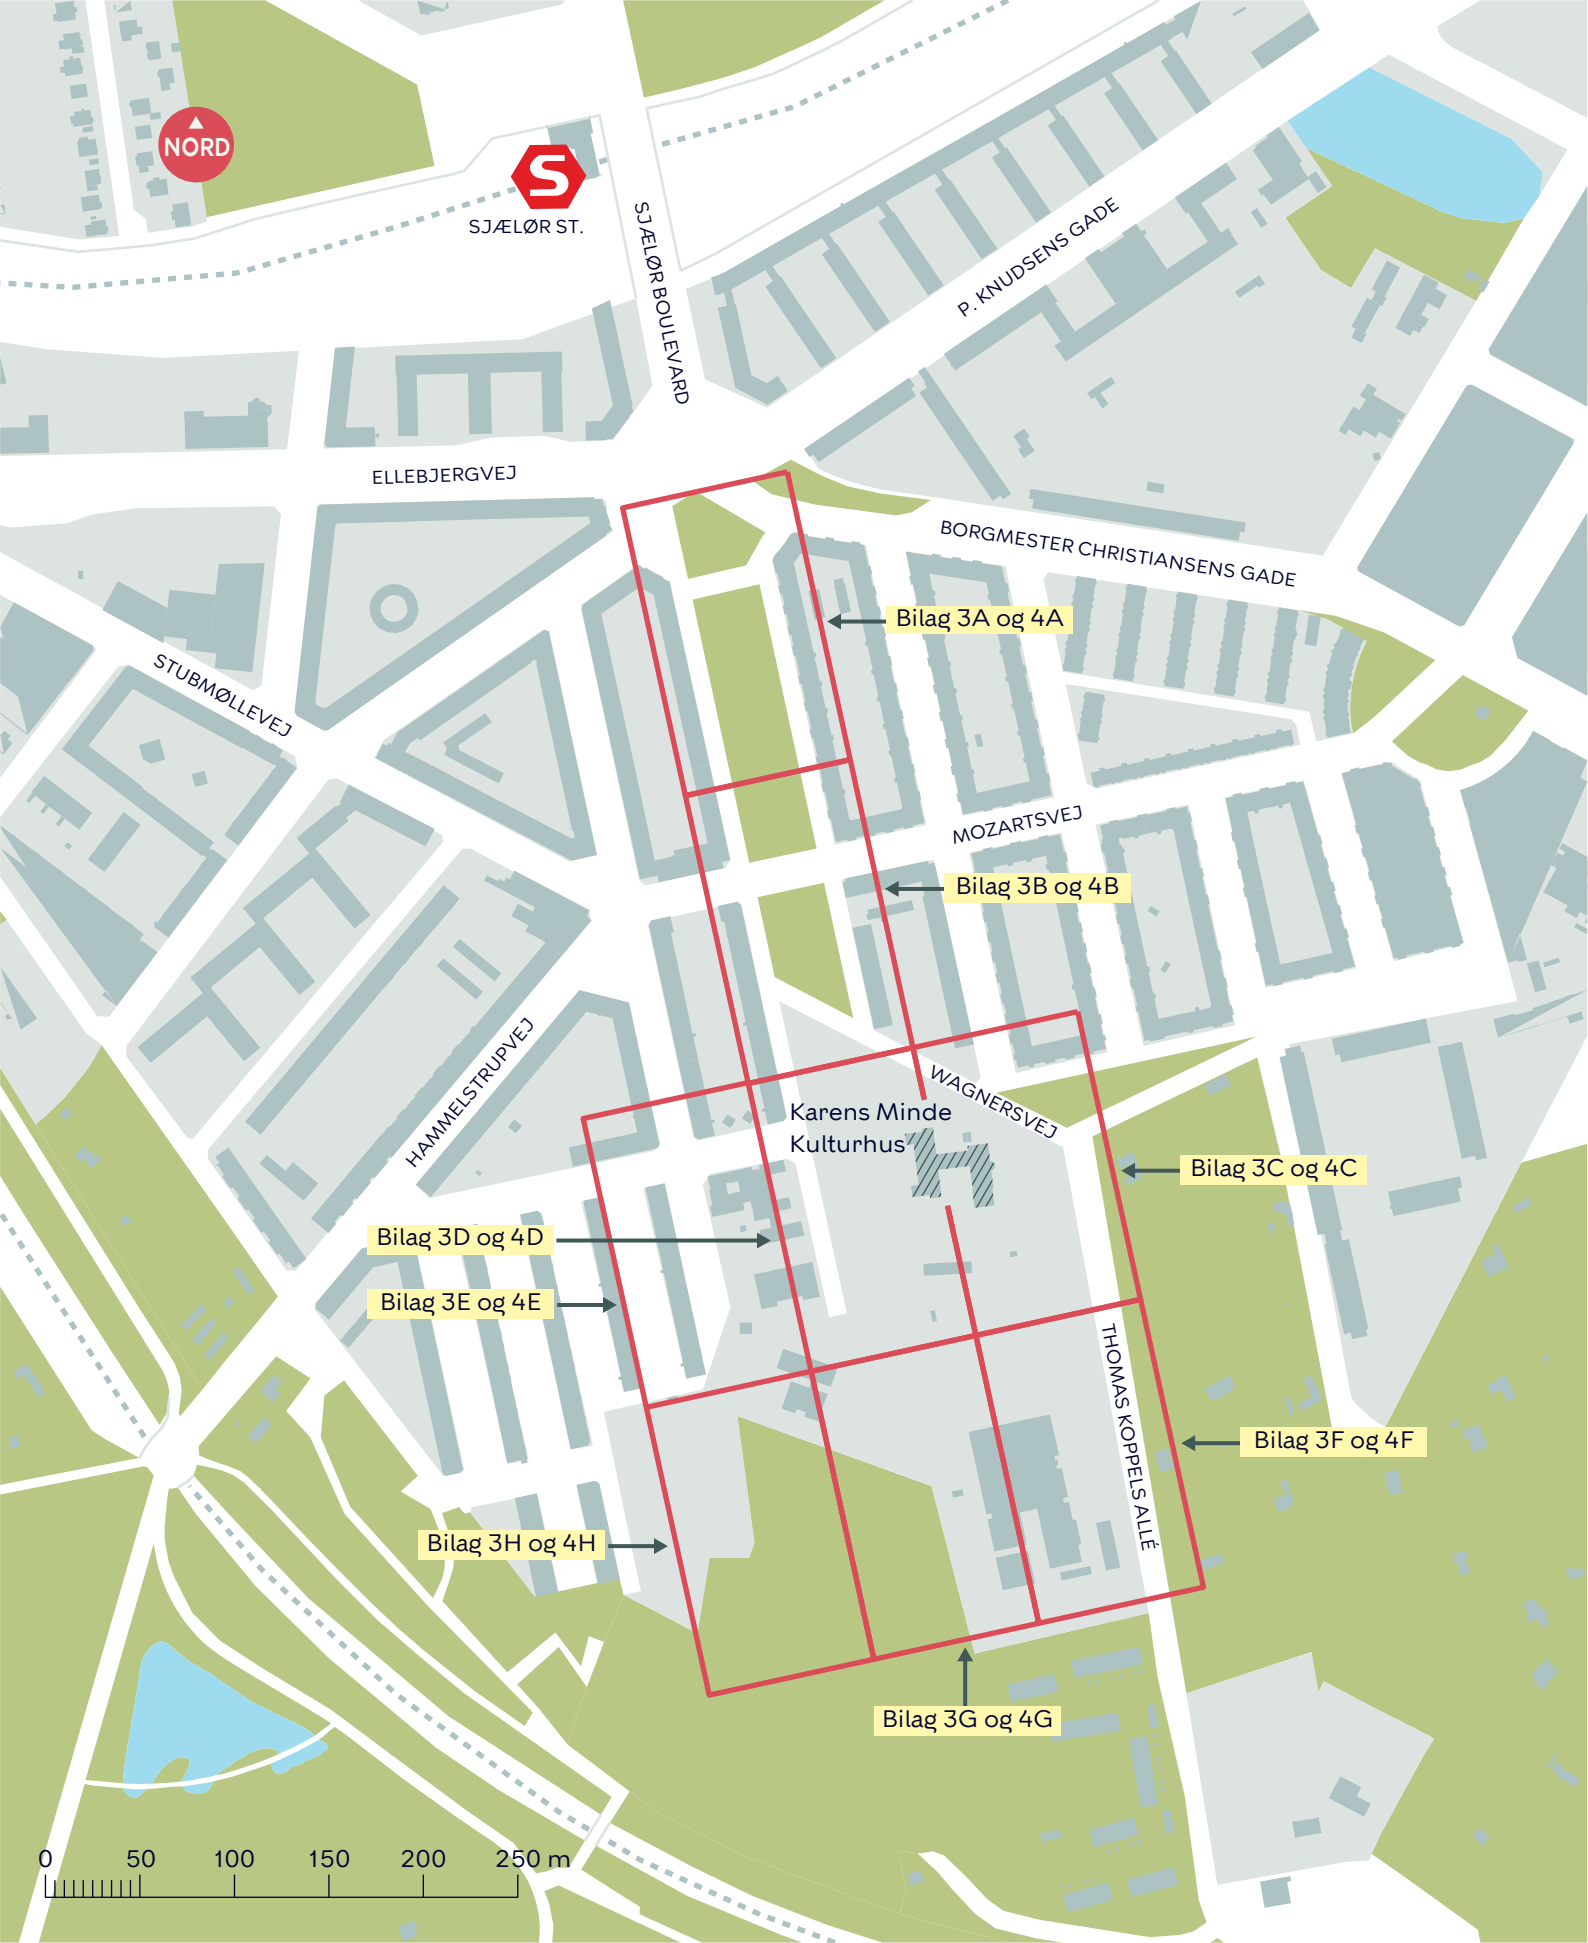 NORD
S
SJÆLØR ST.
SJÆLØR BOULEVARD
P. KNUDSENS GADE
ELLEBJERGVEJ
BORGMESTER CHRISTIANSENS GADE
Bilag 3A og 4A
STUBMØLLEVEJ
MOZARTSVEJ
Bilag 3B og 4B
HAMMELSTRUPVEJ
WAGNERSVEJ
Karens Minde
Kulturhus
Bilag 3C og 4C
Bilag 3D og 4D
Bilag 3E og 4E
THOMAS KOPPELS ALLÉ
Bilag 3F og 4F
Bilag 3H og 4H
Bilag 3G og 4G
0 50 100 150 200 250 m